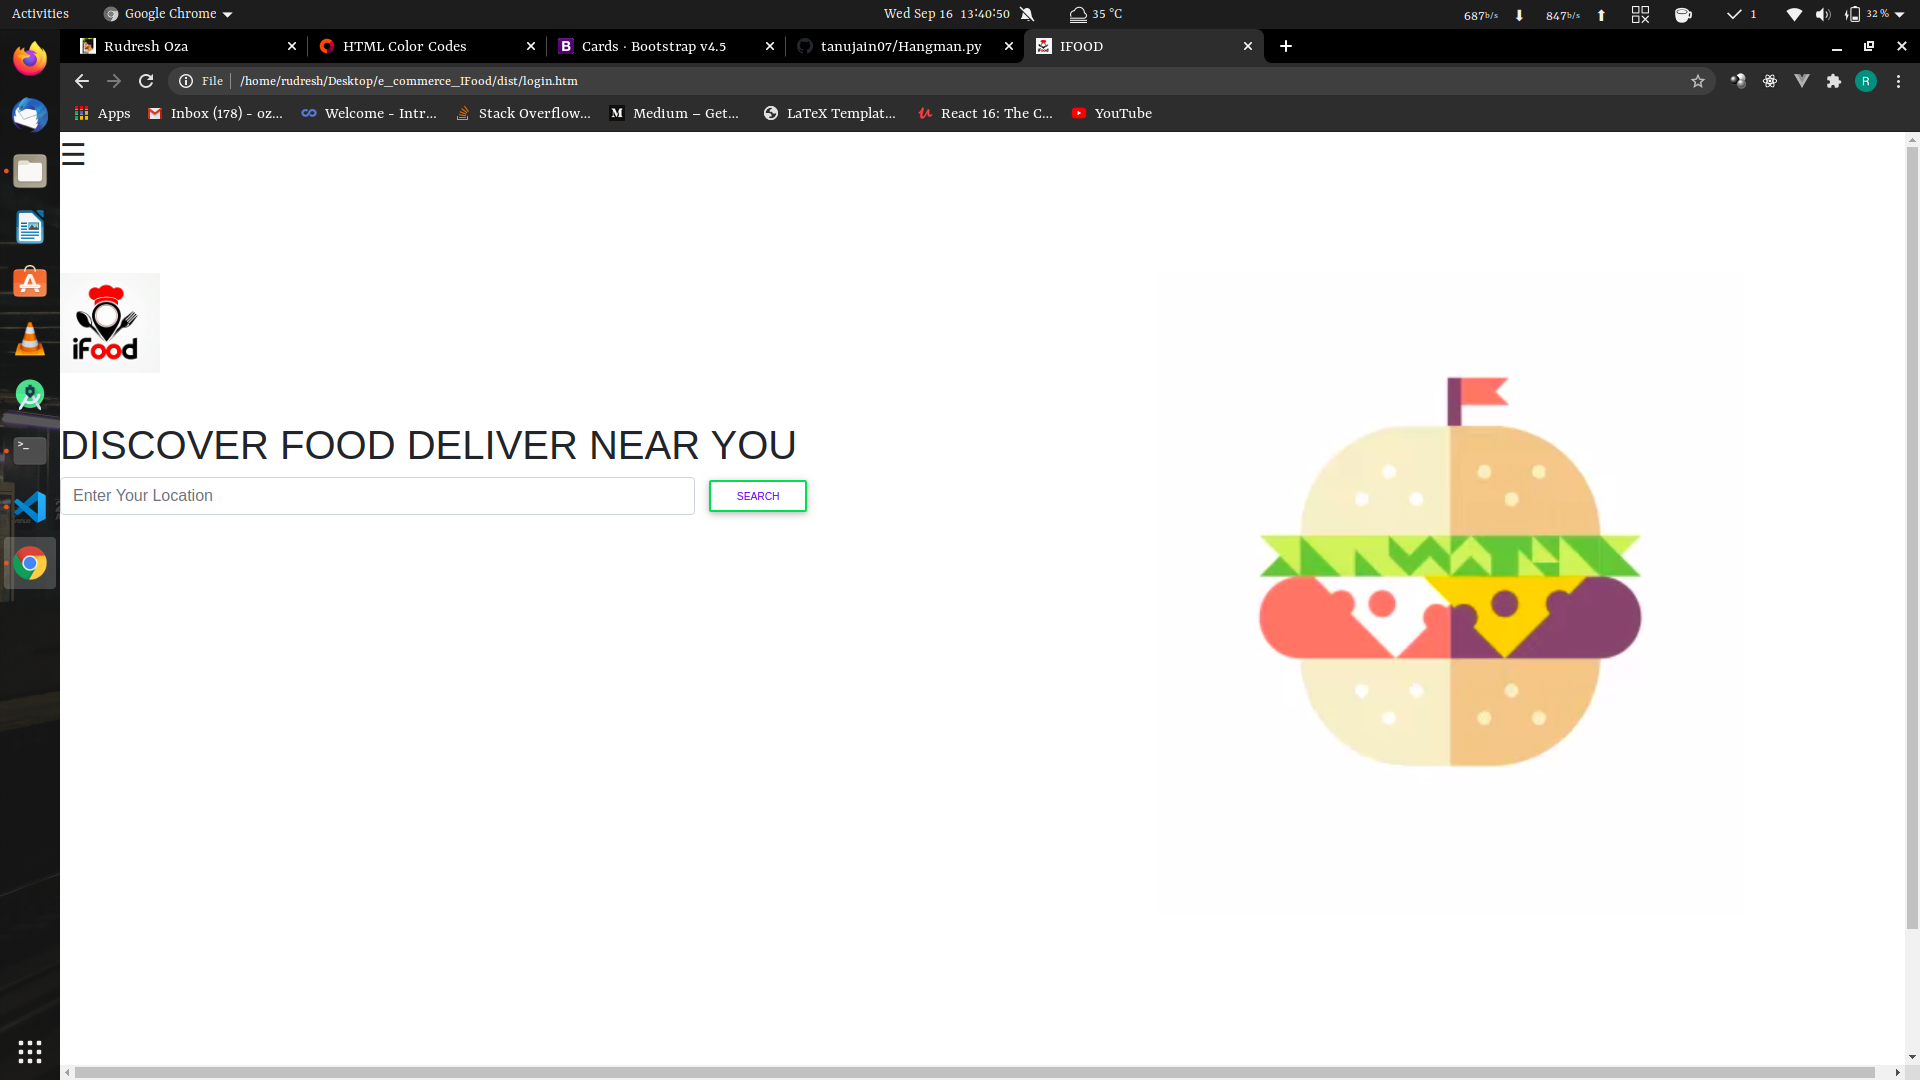 Activities
Google Chrome
Wed Sep 16 13:40:50
35 °C
687b/s
847b/s
1
32 %
Rudresh Oza
HTML Color Codes
B Cards · Bootstrap v4.5
tanujain07/Hangman.py
IFOOD
File
/home/rudresh/Desktop/e_commerce_IFood/dist/login.htm
R
Apps
Inbox (178) - oz...
Welcome - Intr...
Stack Overflow...
M Medium – Get...
LaTeX Templat...
React 16: The C...
YouTube
iFood
DISCOVER FOOD DELIVER NEAR YOU
Enter Your Location
SEARCH